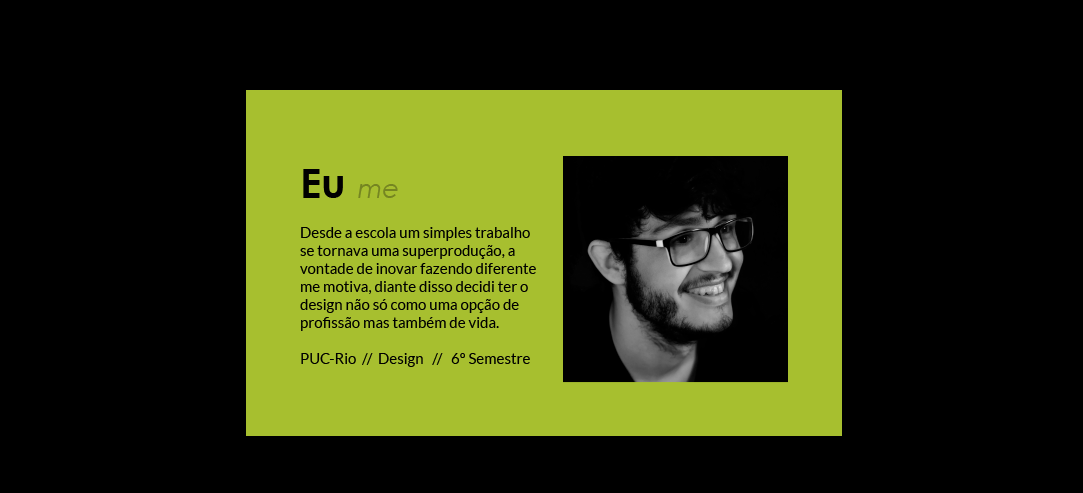 Eu me
Desde a escola um simples trabalho
se tornava uma superprodução, a
vontade de inovar fazendo diferente
me motiva, diante disso decidi ter o
design não só como uma opção de
profissão mas também de vida.
PUC-Rio // Design // 6º Semestre